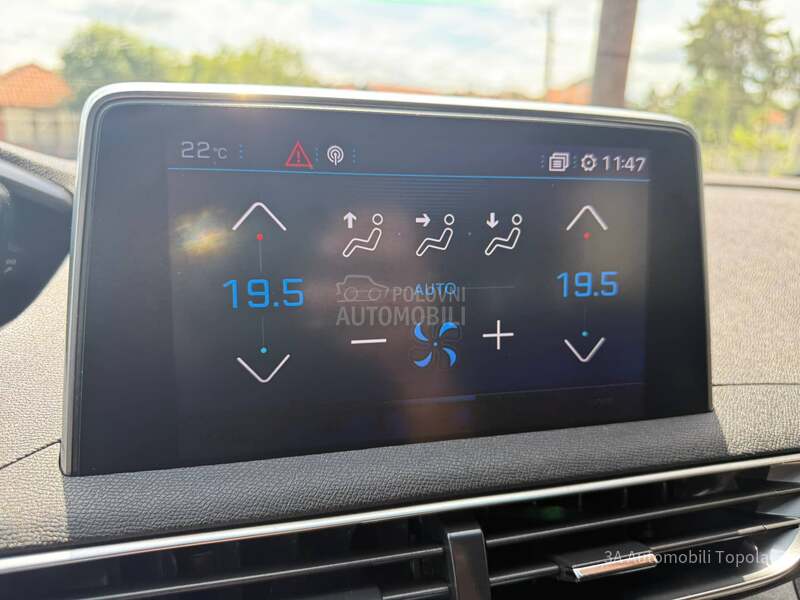 22°C 11:47
19.5 AUTO 19.5
POLOVNI
AUTOMOBILI
3A Automobili Topola